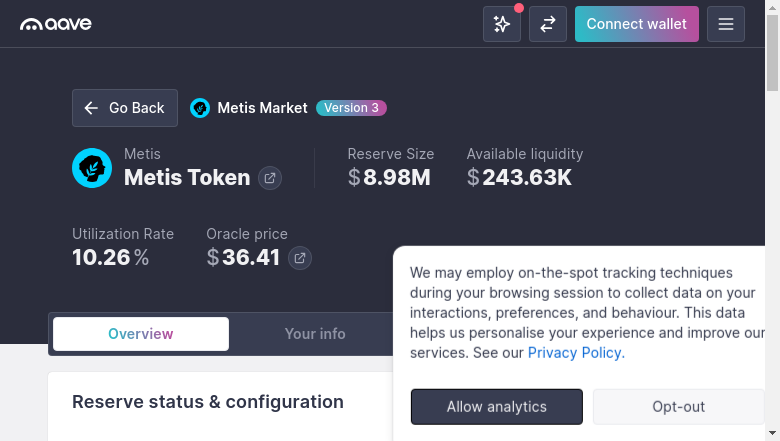 aave
Connect wallet
Go Back
Metis Market
Version 3
Metis
Metis Token
Reserve Size
$8.98M
Available liquidity
$243.63K
Utilization Rate
10.26%
Oracle price
$36.41
We may employ on-the-spot tracking techniques
during your browsing session to collect data on your
interactions, preferences, and behaviour. This data
helps us personalise your experience and improve our
services. See our Privacy Policy.
Allow analytics
Opt-out
Overview
Your info
Reserve status & configuration